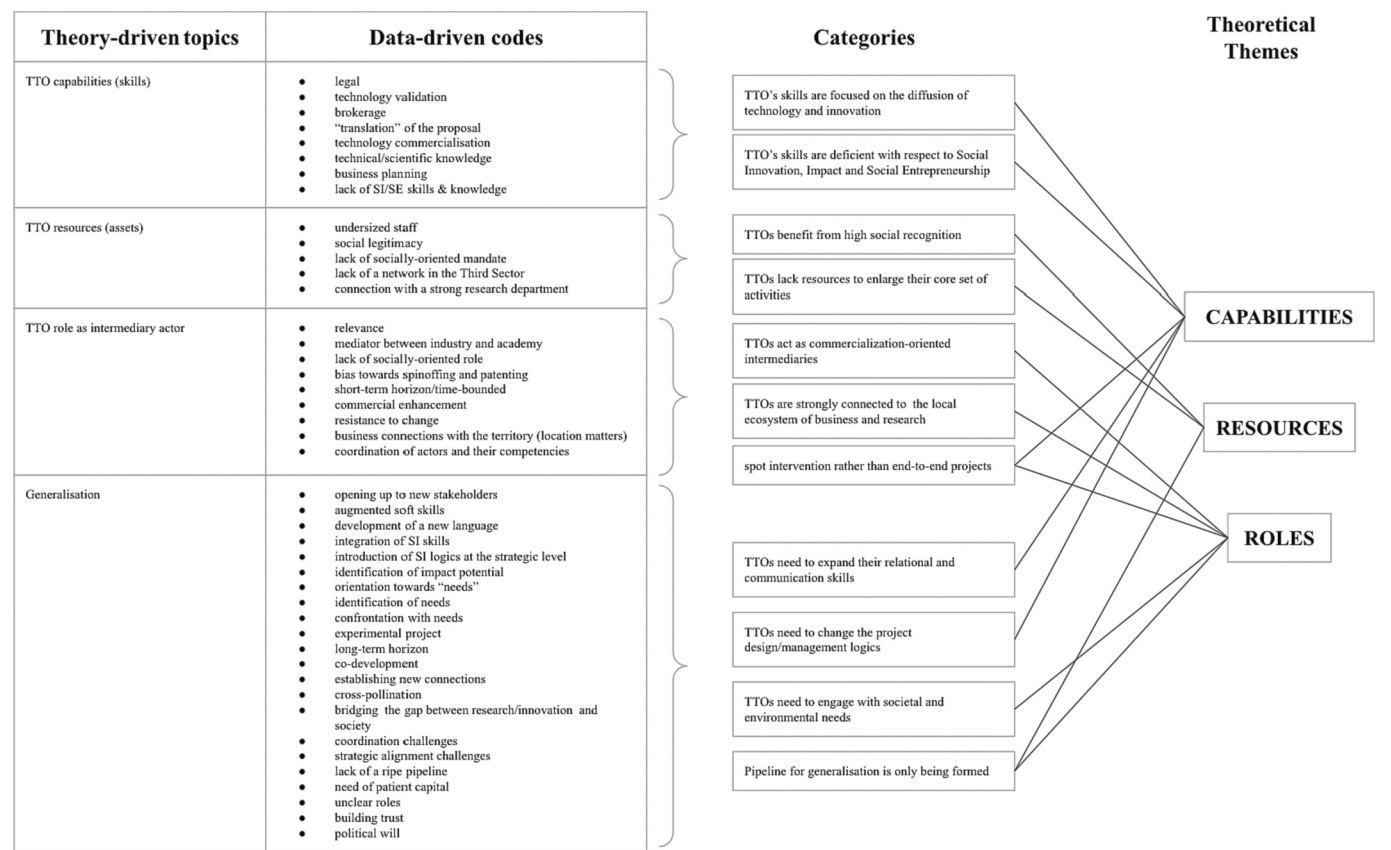 Theory-driven topics
Data-driven codes
Categories
Theoretical
Themes
TTO capabilities (skills)
● legal
● technology validation
● brokerage
● “translation” of the proposal
● technology commercialisation
● technical/scientific knowledge
● business planning
● lack of SI/SE skills & knowledge
TTO resources (assets)
● undersized staff
● social legitimacy
● lack of socially-oriented mandate
● lack of a network in the Third Sector
● connection with a strong research department
TTO role as intermediary actor
● relevance
● mediator between industry and academy
● lack of socially-oriented role
● bias towards spinoffing and patenting
● short-term horizon/time-bounded
● commercial enhancement
● resistance to change
● business connections with the territory (location matters)
● coordination of actors and their competencies
Generalisation
● opening up to new stakeholders
● augmented soft skills
● development of a new language
● integration of SI skills
● introduction of SI logics at the strategic level
● identification of impact potential
● orientation towards “needs”
● identification of needs
● confrontation with needs
● experimental project
● long-term horizon
● co-development
● establishing new connections
● cross-pollination
● bridging the gap between research/innovation and
society
● coordination challenges
● strategic alignment challenges
● lack of a ripe pipeline
● need of patient capital
● unclear roles
● building trust
● political will
TTO’s skills are focused on the diffusion of
technology and innovation
TTO’s skills are deficient with respect to Social
Innovation, Impact and Social Entrepreneurship
TTOs benefit from high social recognition
TTOs lack resources to enlarge their core set of
activities
TTOs act as commercialization-oriented
intermediaries
TTOs are strongly connected to the local
ecosystem of business and research
spot intervention rather than end-to-end projects
TTOs need to expand their relational and
communication skills
TTOs need to change the project
design/management logics
TTOs need to engage with societal and
environmental needs
Pipeline for generalisation is only being formed
CAPABILITIES
RESOURCES
ROLES